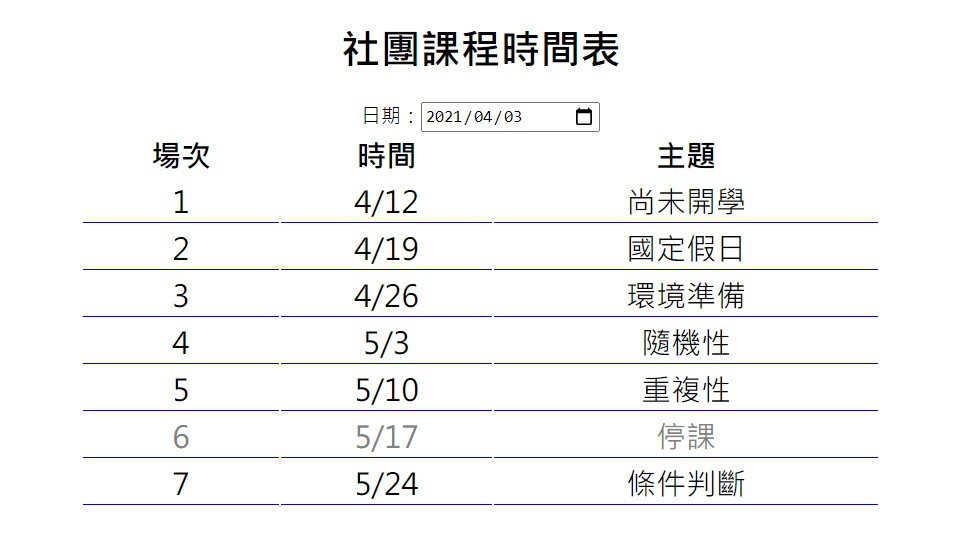 社團課程時間表
日期：2021/04/03
場次 時間 主題
1 4/12 尚未開學
2 4/19 國定假日
3 4/26 環境準備
4 5/3 隨機性
5 5/10 重複性
6 5/17 停課
7 5/24 條件判斷